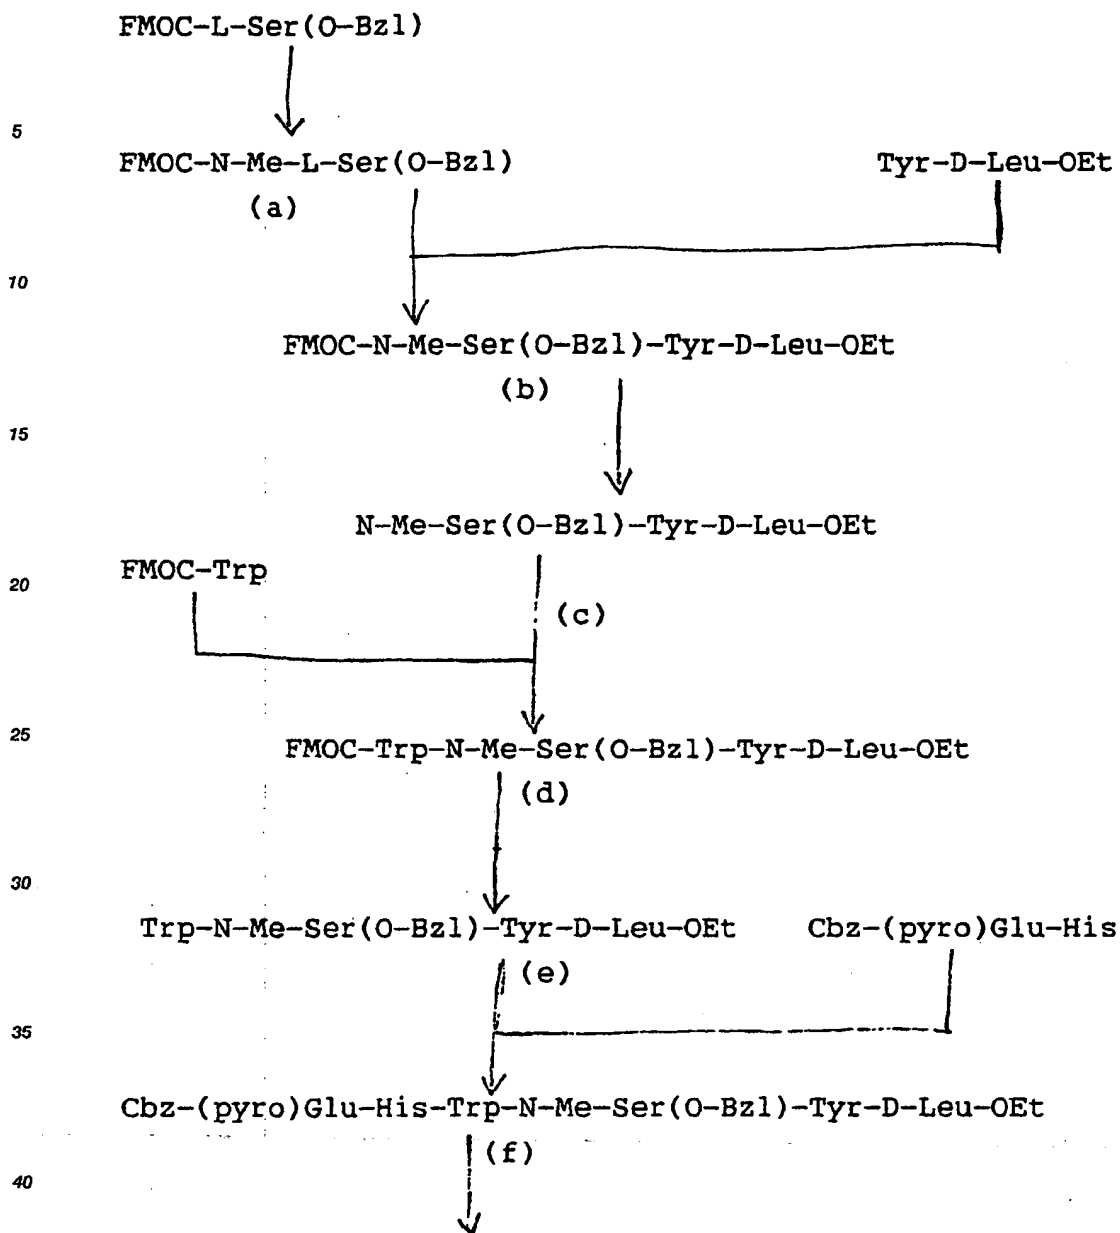 FMOC-L-Ser(O-Bzl)
5
FMOC-N-Me-L-Ser(O-Bzl) Tyr-D-Leu-OEt
(a)
10
FMOC-N-Me-Ser(O-Bzl)-Tyr-D-Leu-OEt
(b)
15
N-Me-Ser(O-Bzl)-Tyr-D-Leu-OEt
FMOC-Trp
20
(c)
25
FMOC-Trp-N-Me-Ser(O-Bzl)-Tyr-D-Leu-OEt
(d)
30
Trp-N-Me-Ser(O-Bzl)-Tyr-D-Leu-OEt Cbz-(pyro)Glu-His
(e)
35
Cbz-(pyro)Glu-His-Trp-N-Me-Ser(O-Bzl)-Tyr-D-Leu-OEt
(f)
40